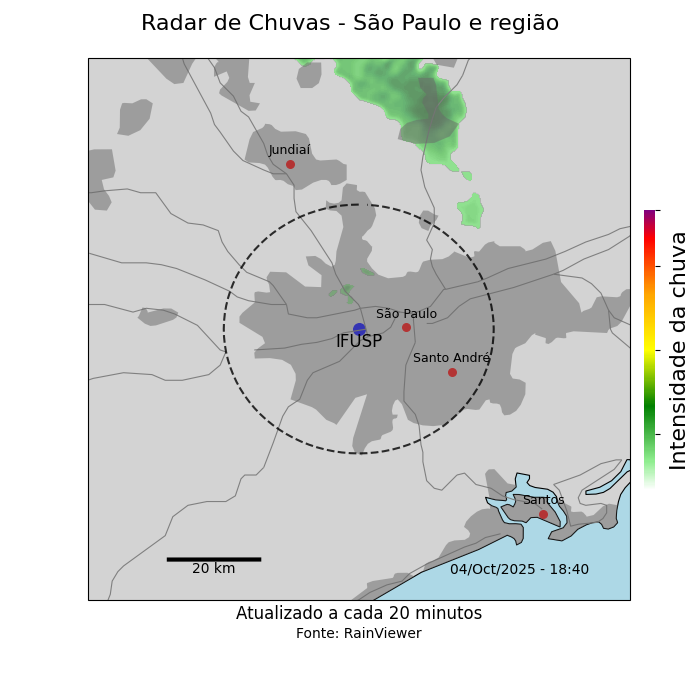 Radar de Chuvas - São Paulo e região
Jundiaí
São Paulo
IFUSP
Santo André
Santos
20 km
04/Oct/2025 - 18:40
Intensidade da chuva
Atualizado a cada 20 minutos
Fonte: RainViewer